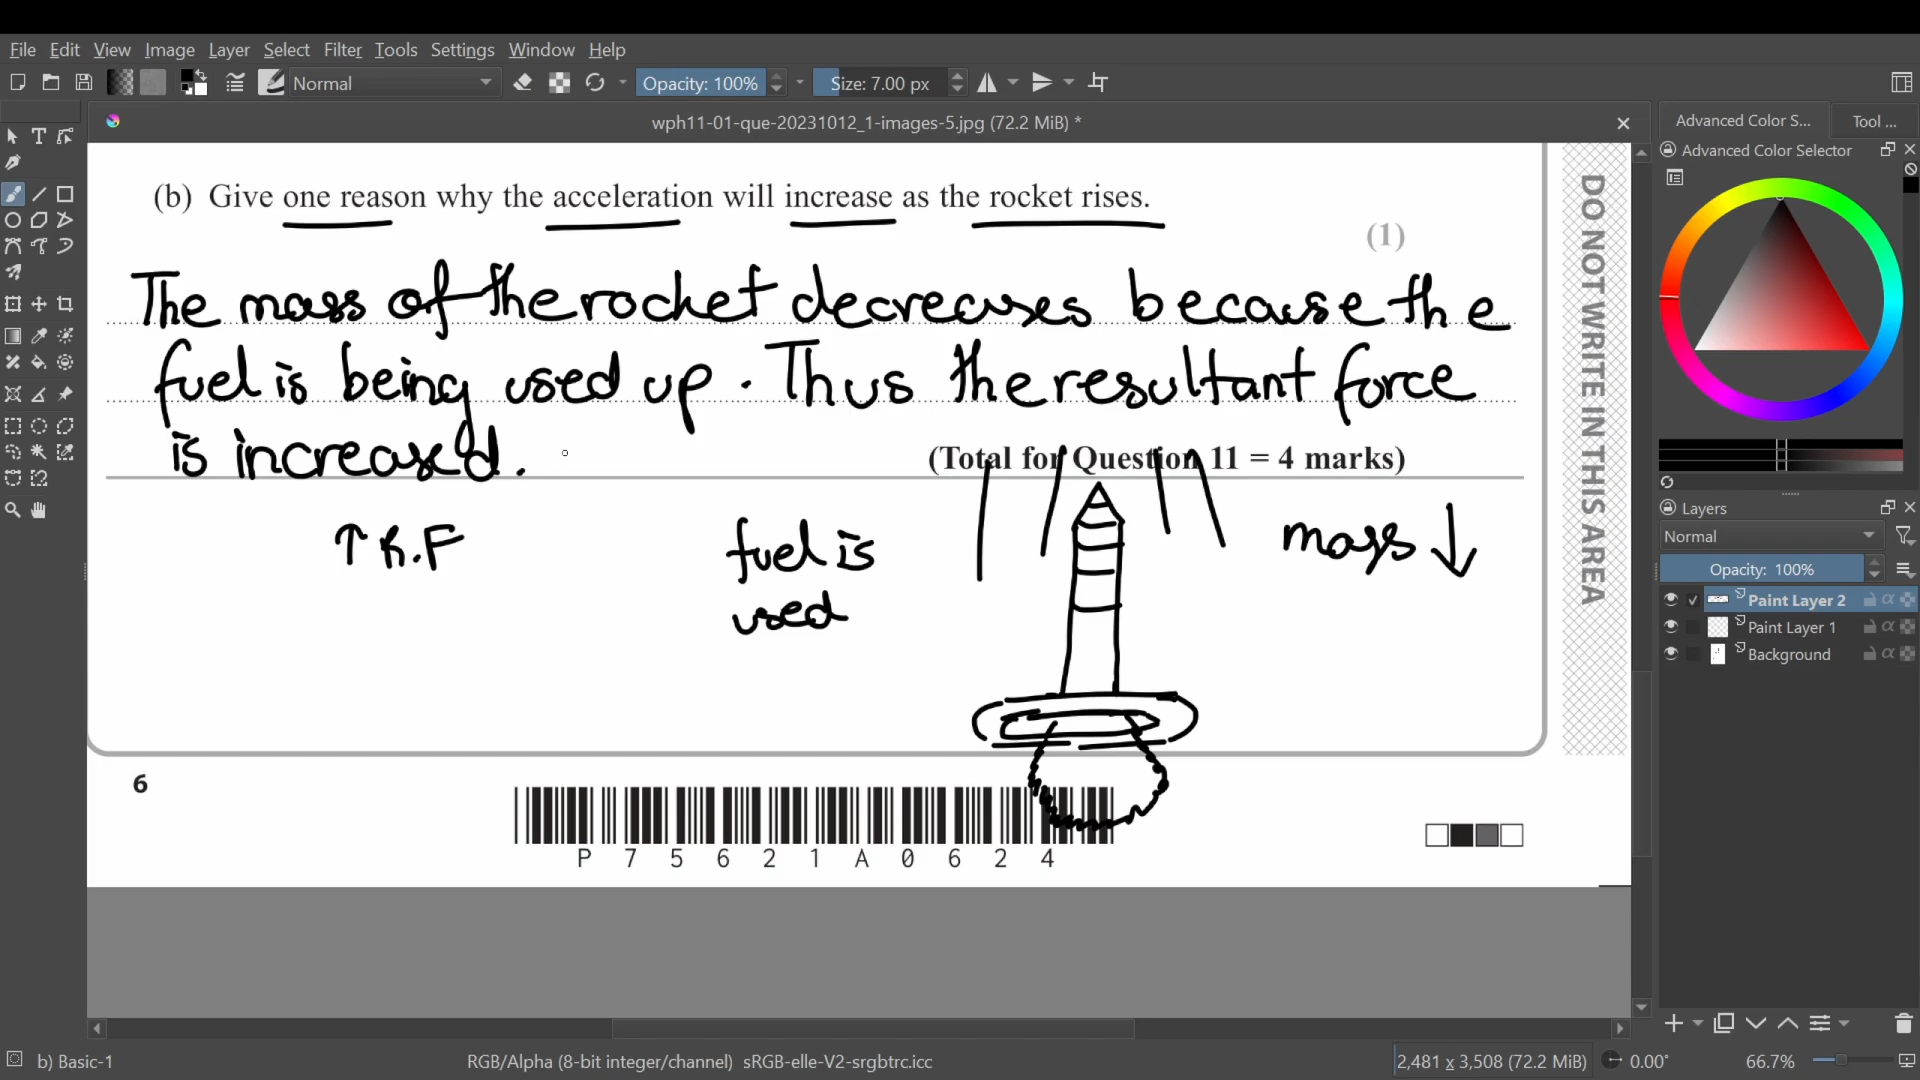 File Edit View Image Layer Select Filter Tools Settings Window Help
Normal Opacity: 100% Size: 7.00 px
wph11-01-que-20231012_1-images-5.jpg (72.2 MiB) *
Advanced Color S... Tool ...
Advanced Color Selector
(b) Give one reason why the acceleration will increase as the rocket rises.
(1)
The mass of the rocket decreases because the
fuel is being used up. Thus the resultant force
is increased.
(Total for Question 11 = 4 marks)
↑ R.F
fuel is
used
mass ↓
DO NOT WRITE IN THIS AREA
6
P 7 5 6 2 1 A 0 6 2 4
Layers
Normal
Opacity: 100%
Paint Layer 2
Paint Layer 1
Background
b) Basic-1
RGB/Alpha (8-bit integer/channel) sRGB-elle-V2-srgbtrc.icc
2,481 x 3,508 (72.2 MiB)
0.00°
66.7%